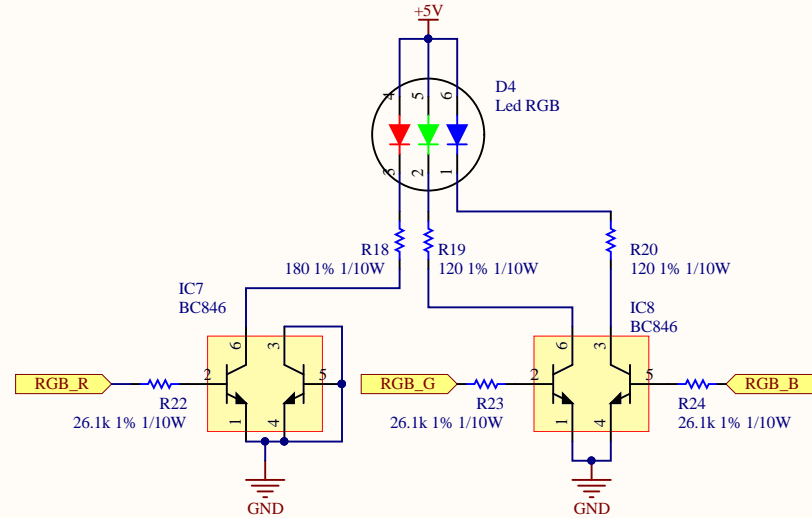 +5V
D4
Led RGB
4
5
6
3
2
1
R18
180 1% 1/10W
R19
120 1% 1/10W
R20
120 1% 1/10W
IC7
BC846
IC8
BC846
6
3
6
3
RGB_R
2
5
RGB_G
2
5
RGB_B
R22
26.1k 1% 1/10W
R23
26.1k 1% 1/10W
R24
26.1k 1% 1/10W
1
4
1
4
GND
GND